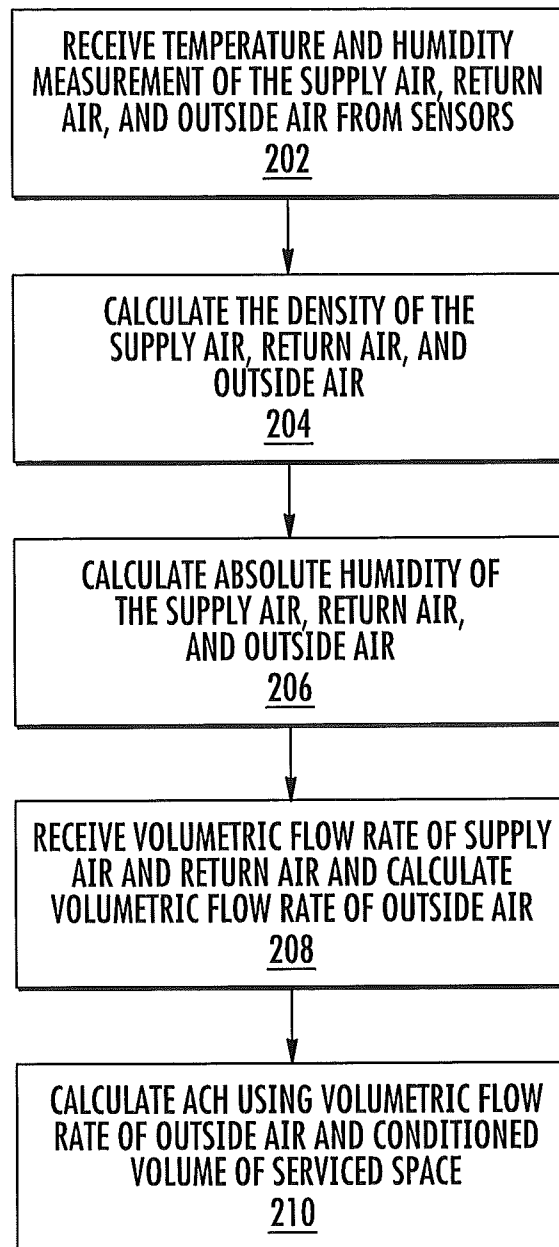 RECEIVE TEMPERATURE AND HUMIDITY
MEASUREMENT OF THE SUPPLY AIR, RETURN
AIR, AND OUTSIDE AIR FROM SENSORS
202
CALCULATE THE DENSITY OF THE
SUPPLY AIR, RETURN AIR, AND
OUTSIDE AIR
204
CALCULATE ABSOLUTE HUMIDITY OF
THE SUPPLY AIR, RETURN AIR,
AND OUTSIDE AIR
206
RECEIVE VOLUMETRIC FLOW RATE OF SUPPLY
AIR AND RETURN AIR AND CALCULATE
VOLUMETRIC FLOW RATE OF OUTSIDE AIR
208
CALCULATE ACH USING VOLUMETRIC FLOW
RATE OF OUTSIDE AIR AND CONDITIONED
VOLUME OF SERVICED SPACE
210